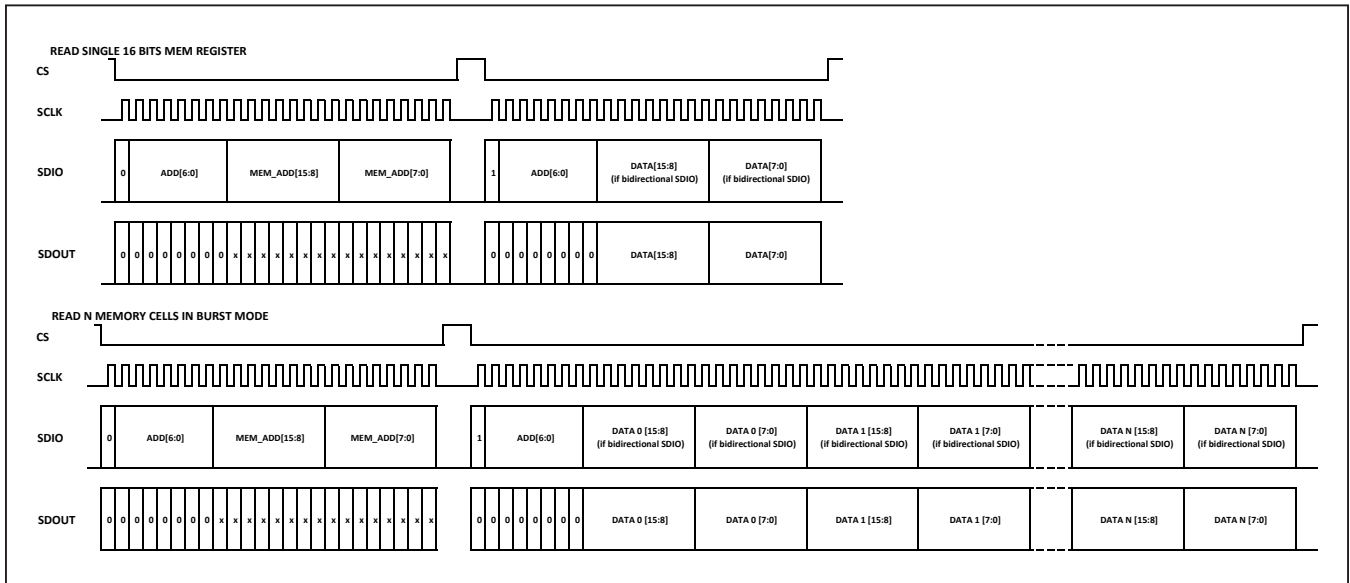 READ SINGLE 16 BITS MEM REGISTER
CS
SCLK
SDIO 0 ADD[6:0] MEM_ADD[15:8] MEM_ADD[7:0] 1 ADD[6:0] DATA[15:8] DATA[7:0]
(if bidirectional SDIO) (if bidirectional SDIO)
SDOUT 0 0 0 0 0 0 0 0 x x x x x x x x x x x x x x x x 0 0 0 0 0 0 0 0 DATA[15:8] DATA[7:0]
READ N MEMORY CELLS IN BURST MODE
CS
SCLK
SDIO 0 ADD[6:0] MEM_ADD[15:8] MEM_ADD[7:0] 1 ADD[6:0] DATA 0 [15:8] DATA 0 [7:0] DATA 1 [15:8] DATA 1 [7:0] DATA N [15:8] DATA N [7:0]
(if bidirectional SDIO) (if bidirectional SDIO) (if bidirectional SDIO) (if bidirectional SDIO) (if bidirectional SDIO) (if bidirectional SDIO)
SDOUT 0 0 0 0 0 0 0 0 x x x x x x x x x x x x x x x x 0 0 0 0 0 0 0 0 DATA 0 [15:8] DATA 0 [7:0] DATA 1 [15:8] DATA 1 [7:0] DATA N [15:8] DATA N [7:0]